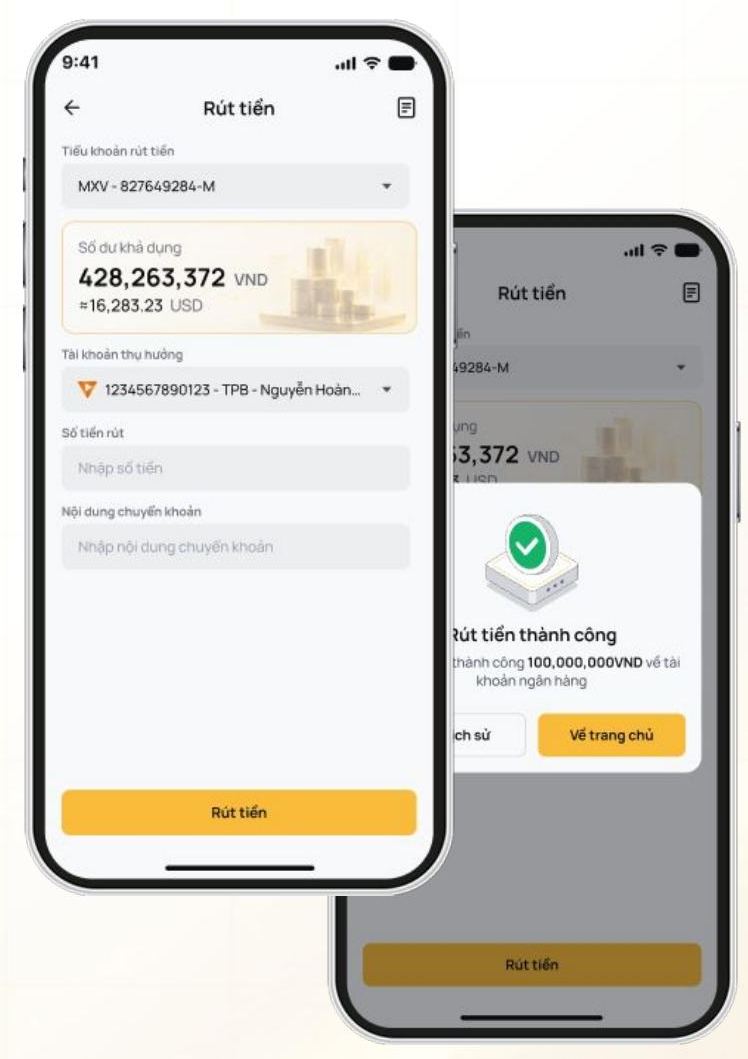 9:41
Rút tiền
Tiểu khoản rút tiền
MXV - 827649284-M
Số dư khả dụng
428,263,372 VND
≈16,283.23 USD
Tài khoản thụ hưởng
1234567890123 - TPB - Nguyễn Hoàn...
Số tiền rút
Nhập số tiền
Nội dung chuyển khoản
Nhập nội dung chuyển khoản
Rút tiền
Rút tiền
49284-M
63,372 VND
USD
Rút tiền thành công
thành công 100,000,000VND về tài
khoản ngân hàng
ch sử
Về trang chủ
Rút tiền